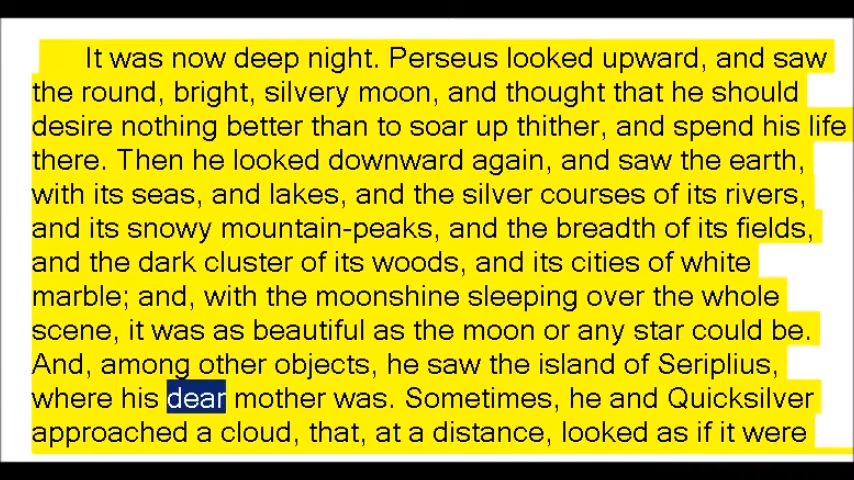 It was now deep night. Perseus looked upward, and saw
the round, bright, silvery moon, and thought that he should
desire nothing better than to soar up thither, and spend his life
there. Then he looked downward again, and saw the earth,
with its seas, and lakes, and the silver courses of its rivers,
and its snowy mountain-peaks, and the breadth of its fields,
and the dark cluster of its woods, and its cities of white
marble; and, with the moonshine sleeping over the whole
scene, it was as beautiful as the moon or any star could be.
And, among other objects, he saw the island of Seriplius,
where his dear mother was. Sometimes, he and Quicksilver
approached a cloud, that, at a distance, looked as if it were